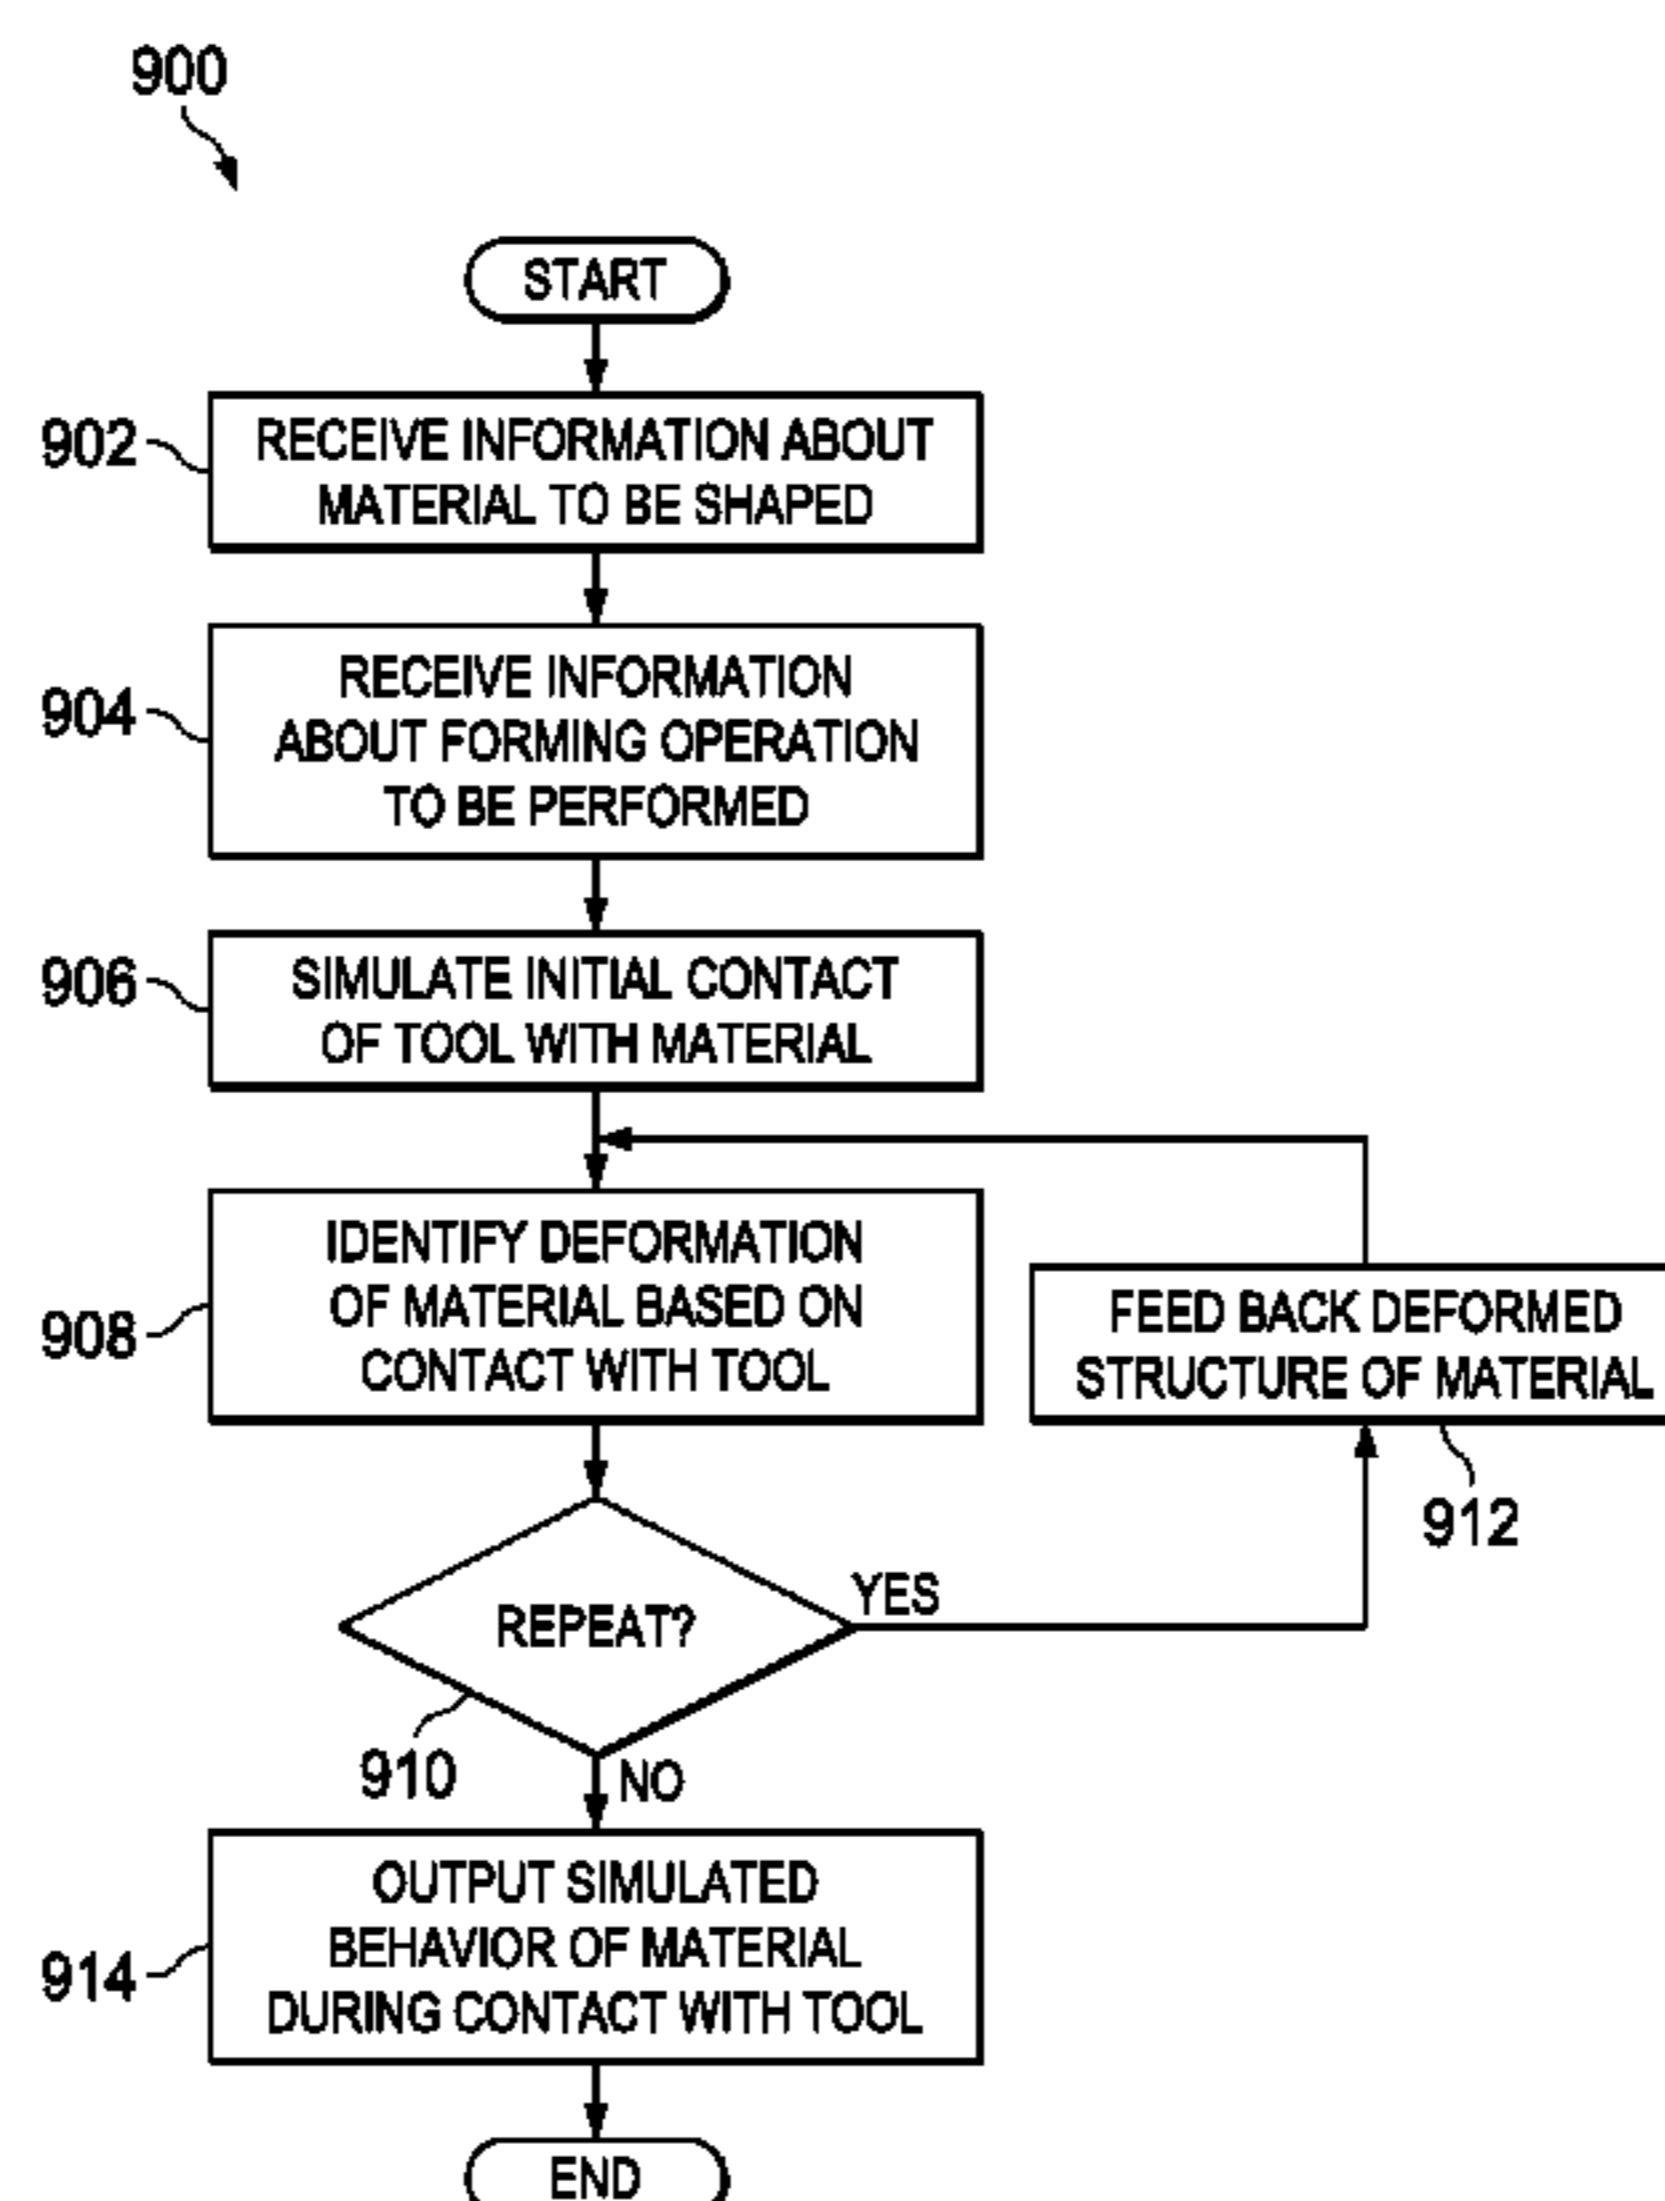 900
START
902
RECEIVE INFORMATION ABOUT
MATERIAL TO BE SHAPED
904
RECEIVE INFORMATION
ABOUT FORMING OPERATION
TO BE PERFORMED
906
SIMULATE INITIAL CONTACT
OF TOOL WITH MATERIAL
908
IDENTIFY DEFORMATION
OF MATERIAL BASED ON
CONTACT WITH TOOL
FEED BACK DEFORMED
STRUCTURE OF MATERIAL
912
REPEAT?
YES
910
NO
914
OUTPUT SIMULATED
BEHAVIOR OF MATERIAL
DURING CONTACT WITH TOOL
END